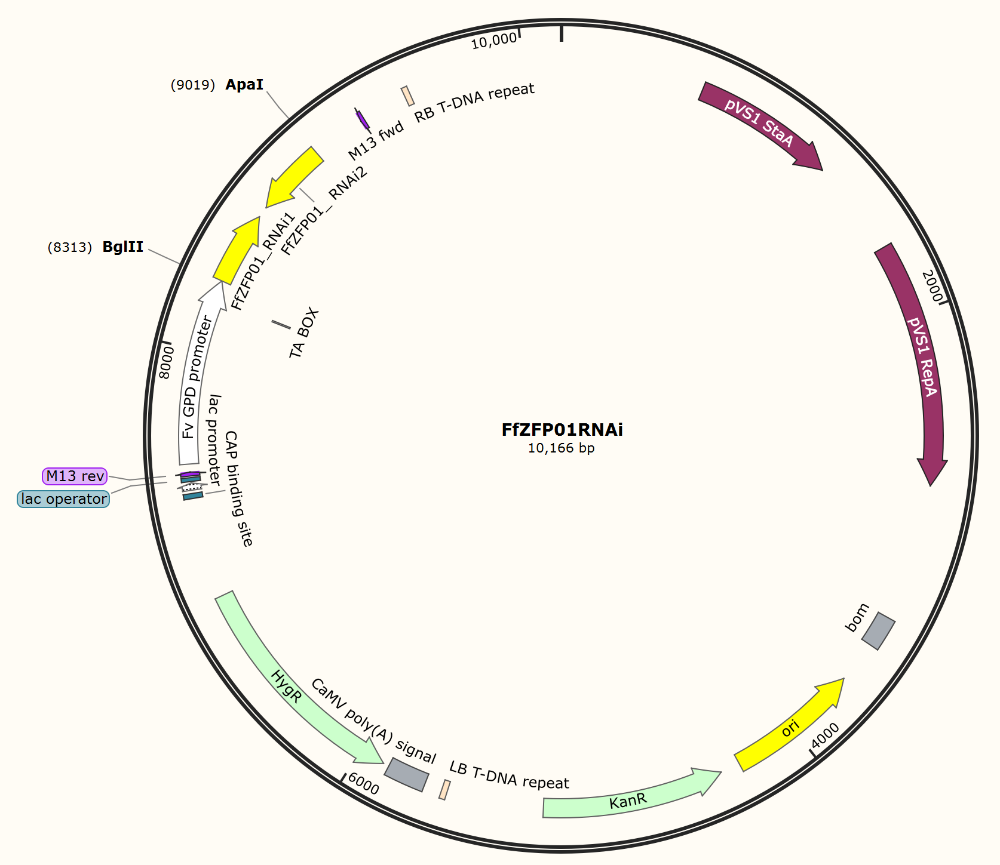 10,000
(9019) ApaI
RB T-DNA repeat
M13 fwd
pVS1 StaA
FfZFP01_ RNAi2
FfZFP01_RNAi1
(8313) BglII
2000
TA BOX
Fv GPD promoter
8000
pVS1 RepA
lac promoter
CAP binding site
FfZFP01RNAi
10,166 bp
M13 rev
lac operator
bom
HygR
CaMV poly(A) signal
ori
4000
LB T-DNA repeat
6000
KanR